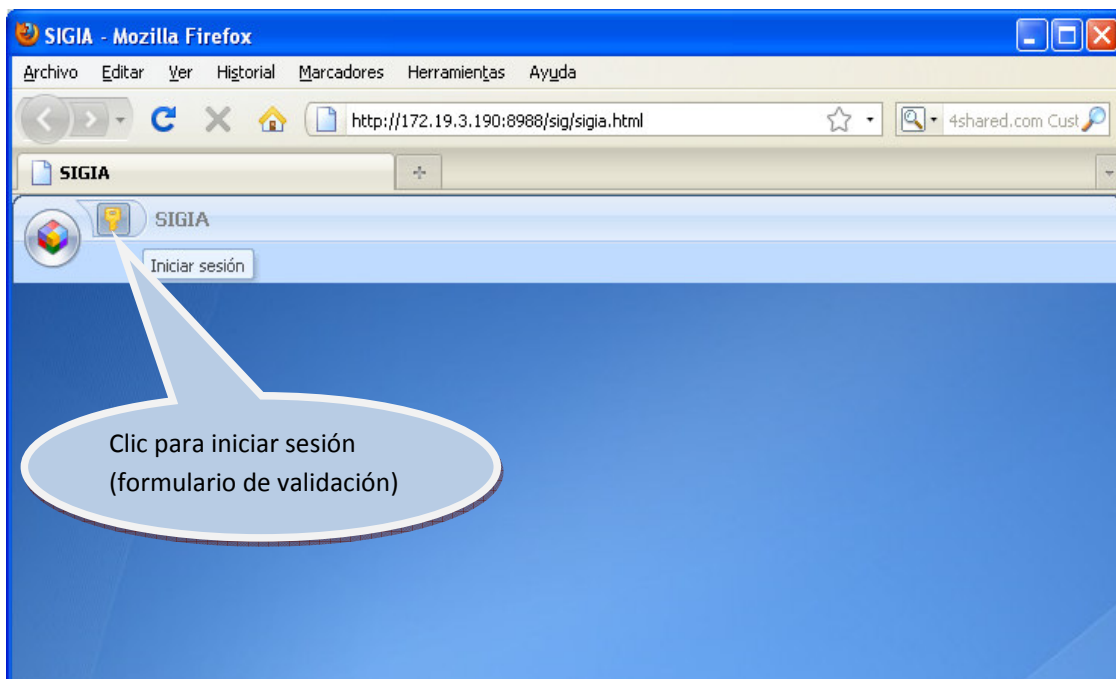 SIGIA - Mozilla Firefox
Archivo Editar Ver Historial Marcadores Herramientas Ayuda
http://172.19.3.190:8988/sig/sigia.html 4shared.com Cust
SIGIA
SIGIA
Iniciar sesión
Clic para iniciar sesión
(formulario de validación)